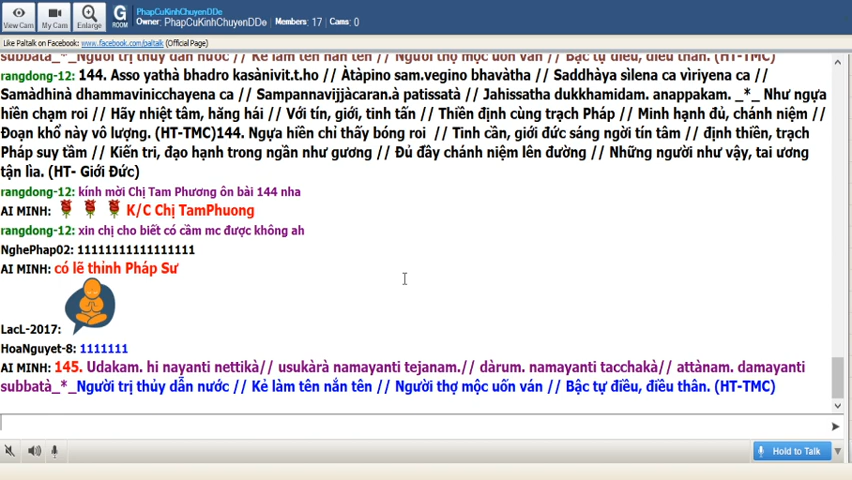 View Cam
My Cam
Enlarge
G
ROOM
PhapCuKinhChuyenDDe
Owner: PhapCuKinhChuyenDDe Members: 17 Cams: 0
Like Paltalk on Facebook: www.facebook.com/paltalk (Official Page)
subbatà_*_Người trị thủy dẫn nước // Kẻ làm tên nắn tên // Người thợ mộc uốn ván // Bậc tự điều, điều thân. (HT-TMC)
rangdong-12: 144. Asso yathà bhadro kasànivit.t.ho // Àtàpino sam.vegino bhavàtha // Saddhàya sìlena ca vìriyena ca //
Samàdhinà dhammavinicchayena ca // Sampannavijjàcaran.à patissatà // Jahissatha dukkhamidam. anappakam. _*_ Như ngựa
hiền chạm roi // Hãy nhiệt tâm, hăng hái // Với tín, giới, tinh tấn // Thiền định cùng trạch Pháp // Minh hạnh đủ, chánh niệm //
Đoạn khổ này vô lượng. (HT-TMC)144. Ngựa hiền chỉ thấy bóng roi // Tinh cần, giới đức sáng ngời tín tâm // định thiền, trạch
Pháp suy tầm // Kiến tri, đạo hạnh trong ngần như gương // Đủ đầy chánh niệm lên đường // Những người như vậy, tai ương
tận lìa. (HT- Giới Đức)
rangdong-12: kính mời Chị Tam Phương ôn bài 144 nha
AI MINH: K/C Chị TamPhuong
rangdong-12: xin chị cho biết có cầm mc được không ah
NghePhap02: 11111111111111111
AI MINH: có lẽ thỉnh Pháp Sư
LacL-2017:
HoaNguyet-8: 1111111
AI MINH: 145. Udakam. hi nayanti nettikà// usukàrà namayanti tejanam.// dàrum. namayanti tacchakà// attànam. damayanti
subbatà_*_Người trị thủy dẫn nước // Kẻ làm tên nắn tên // Người thợ mộc uốn ván // Bậc tự điều, điều thân. (HT-TMC)
Hold to Talk